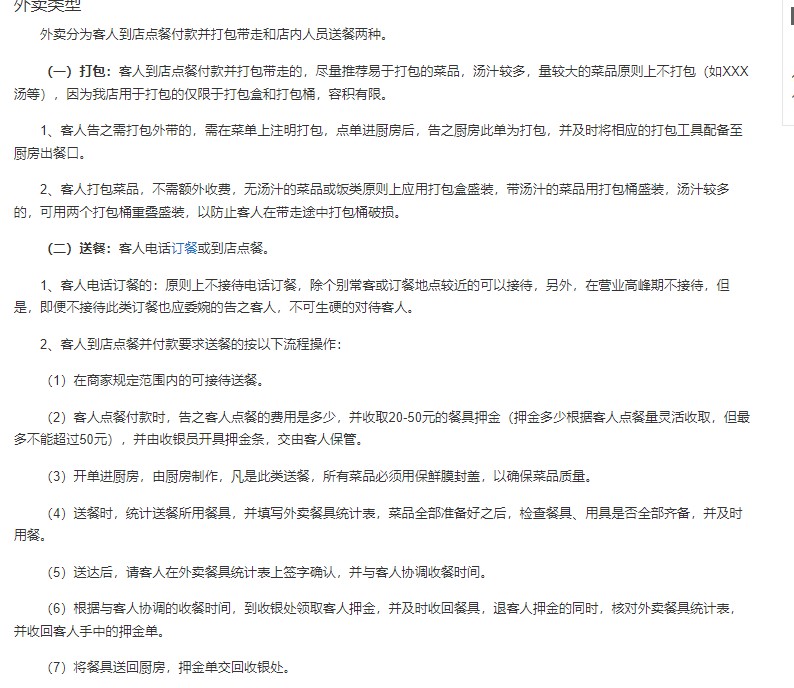 外卖类型
外卖分为客人到店点餐付款并打包带走和店内人员送餐两种。
（一）打包：客人到店点餐付款并打包带走的，尽量推荐易于打包的菜品，汤汁较多，量较大的菜品原则上不打包（如XXX
汤等），因为我店用于打包的仅限于打包盒和打包桶，容积有限。
1、客人告之需打包外带的，需在菜单上注明打包，点单进厨房后，告之厨房此单为打包，并及时将相应的打包工具配备至
厨房出餐口。
2、客人打包菜品，不需额外收费，无汤汁的菜品或饭类原则上应用打包盒盛装，带汤汁的菜品用打包桶盛装，汤汁较多
的，可用两个打包桶重叠盛装，以防止客人在带走途中打包桶破损。
（二）送餐：客人电话订餐或到店点餐。
1、客人电话订餐的：原则上不接待电话订餐，除个别常客或订餐地点较近的可以接待，另外，在营业高峰期不接待，但
是，即便不接待此类订餐也应委婉的告之客人，不可生硬的对待客人。
2、客人到店点餐并付款要求送餐的按以下流程操作：
（1）在商家规定范围内的可接待送餐。
（2）客人点餐付款时，告之客人点餐的费用是多少，并收取20-50元的餐具押金（押金多少根据客人点餐量灵活收取，但最
多不能超过50元），并由收银员开具押金条，交由客人保管。
（3）开单进厨房，由厨房制作，凡是此类送餐，所有菜品必须用保鲜膜封盖，以确保菜品质量。
（4）送餐时，统计送餐所用餐具，并填写外卖餐具统计表，菜品全部准备好之后，检查餐具、用具是否全部齐备，并及时
用餐。
（5）送达后，请客人在外卖餐具统计表上签字确认，并与客人协调收餐时间。
（6）根据与客人协调的收餐时间，到收银处领取客人押金，并及时收回餐具，退客人押金的同时，核对外卖餐具统计表，
并收回客人手中的押金单。
（7）将餐具送回厨房，押金单交回收银处。